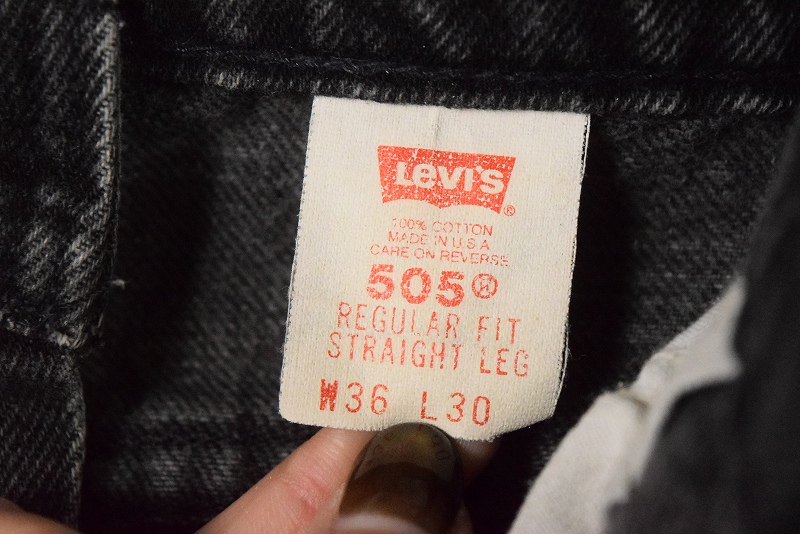 Levi's®
100% COTTON
MADE IN U.S.A
CARE ON REVERSE
505®
REGULAR FIT
STRAIGHT LEG
W36 L30